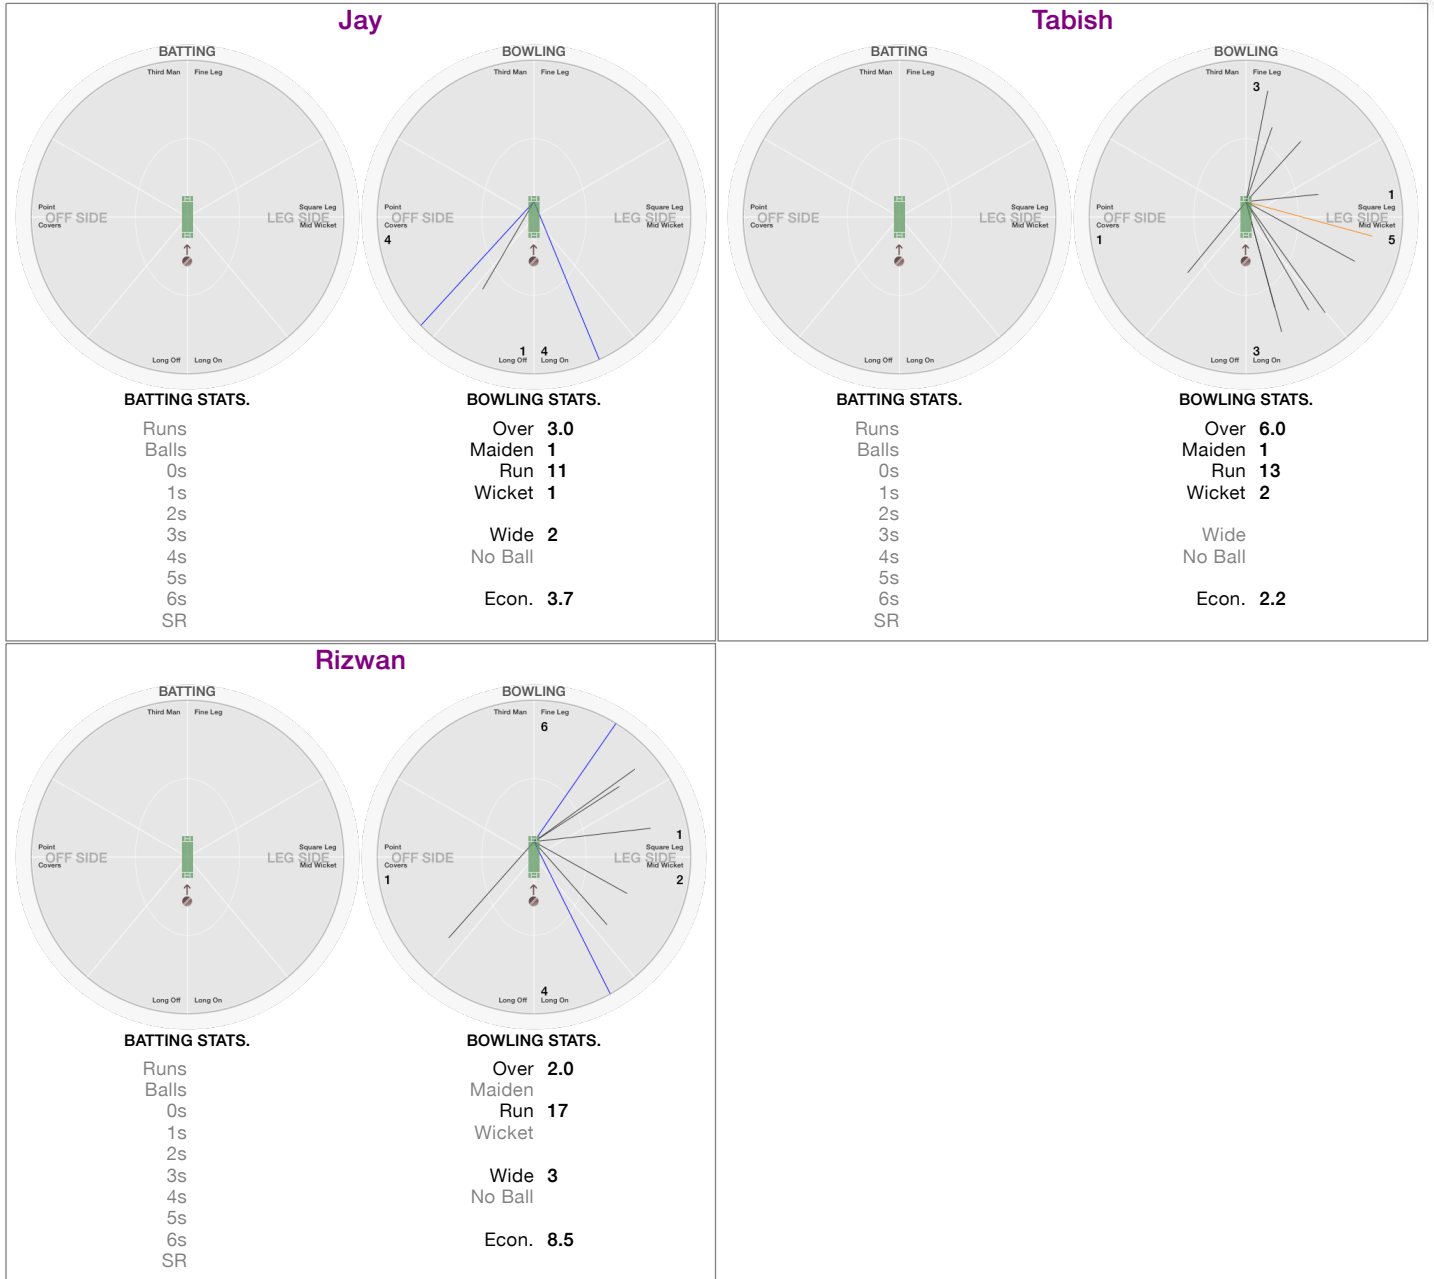 Jay
BATTING
Third Man Fine Leg
Point
OFF SIDE
Covers
Square Leg
LEG SIDE
Mid Wicket
Long Off Long On
BOWLING
Third Man Fine Leg
Point
OFF SIDE
Covers
4
Square Leg
LEG SIDE
Mid Wicket
1 4
Long Off Long On
BATTING STATS.
Runs
Balls
0s
1s
2s
3s
4s
5s
6s
SR
BOWLING STATS.
Over 3.0
Maiden 1
Run 11
Wicket 1
Wide 2
No Ball
Econ. 3.7
Tabish
BATTING
Third Man Fine Leg
Point
OFF SIDE
Covers
Square Leg
LEG SIDE
Mid Wicket
Long Off Long On
BOWLING
Third Man Fine Leg
3
Point
OFF SIDE
Covers
1
1
Square Leg
LEG SIDE
Mid Wicket
5
3
Long Off Long On
BATTING STATS.
Runs
Balls
0s
1s
2s
3s
4s
5s
6s
SR
BOWLING STATS.
Over 6.0
Maiden 1
Run 13
Wicket 2
Wide
No Ball
Econ. 2.2
Rizwan
BATTING
Third Man Fine Leg
Point
OFF SIDE
Covers
Square Leg
LEG SIDE
Mid Wicket
Long Off Long On
BOWLING
Third Man Fine Leg
6
Point
OFF SIDE
Covers
1
1
Square Leg
LEG SIDE
Mid Wicket
2
4
Long Off Long On
BATTING STATS.
Runs
Balls
0s
1s
2s
3s
4s
5s
6s
SR
BOWLING STATS.
Over 2.0
Maiden
Run 17
Wicket
Wide 3
No Ball
Econ. 8.5